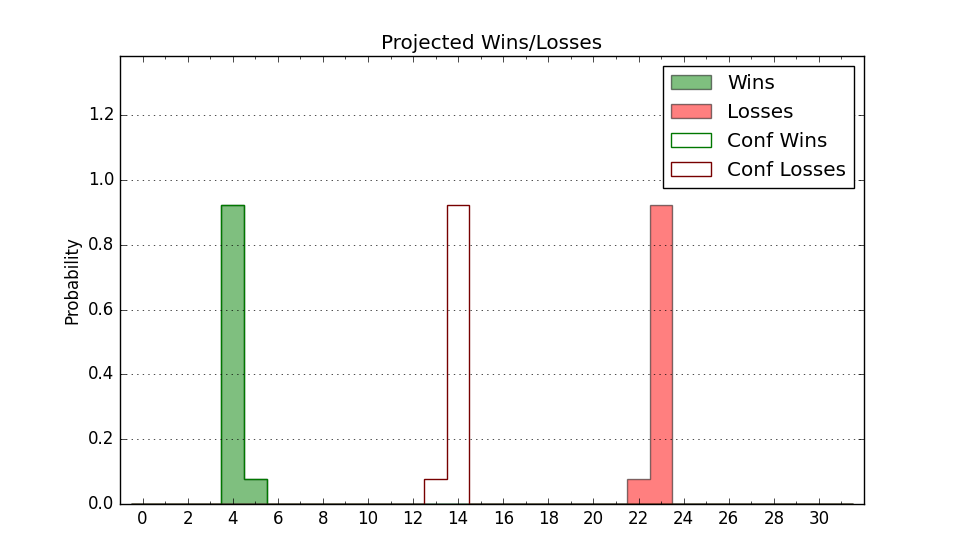 Projected Wins/Losses
Wins
Losses
Conf Wins
Conf Losses
Probability
1.2
1.0
0.8
0.6
0.4
0.2
0.0
0 2 4 6 8 10 12 14 16 18 20 22 24 26 28 30